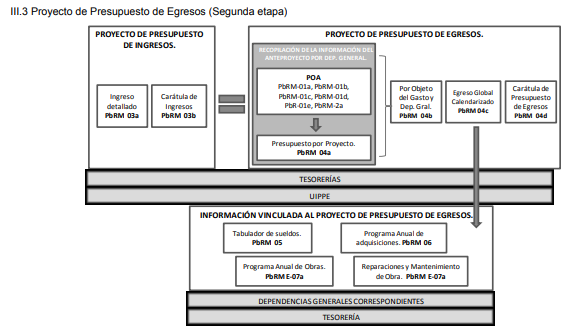 III.3 Proyecto de Presupuesto de Egresos (Segunda etapa)
PROYECTO DE PRESUPUESTO
DE INGRESOS.
Ingreso
detallado
PbRM 03a
Carátula de
Ingresos
PbRM 03b
PROYECTO DE PRESUPUESTO DE EGRESOS.
RECOPILACIÓN DE LA INFORMACIÓN DEL
ANTEPROYECTO POR DEP. GENERAL
POA
PbRM-01a, PbRM-01b,
PbRM-01c, PbRM-01d,
PbR-01e, PbRM-2a
Presupuesto por Proyecto.
PbRM 04a
Por Objeto
del Gasto y
Dep. Gral.
PbRM 04b
Egreso Global
Calendarizado
PbRM 04c
Carátula de
Presupuesto
de Egresos
PbRM 04d
TESORERÍAS
UIPPE
INFORMACIÓN VINCULADA AL PROYECTO DE PRESUPUESTO DE EGRESOS.
Tabulador de sueldos.
PbRM 05
Programa Anual de
adquisiciones. PbRM 06
Programa Anual de Obras.
PbRM E-07a
Reparaciones y Mantenimiento
de Obra. PbRM E-07a
DEPENDENCIAS GENERALES CORRESPONDIENTES
TESORERÍA